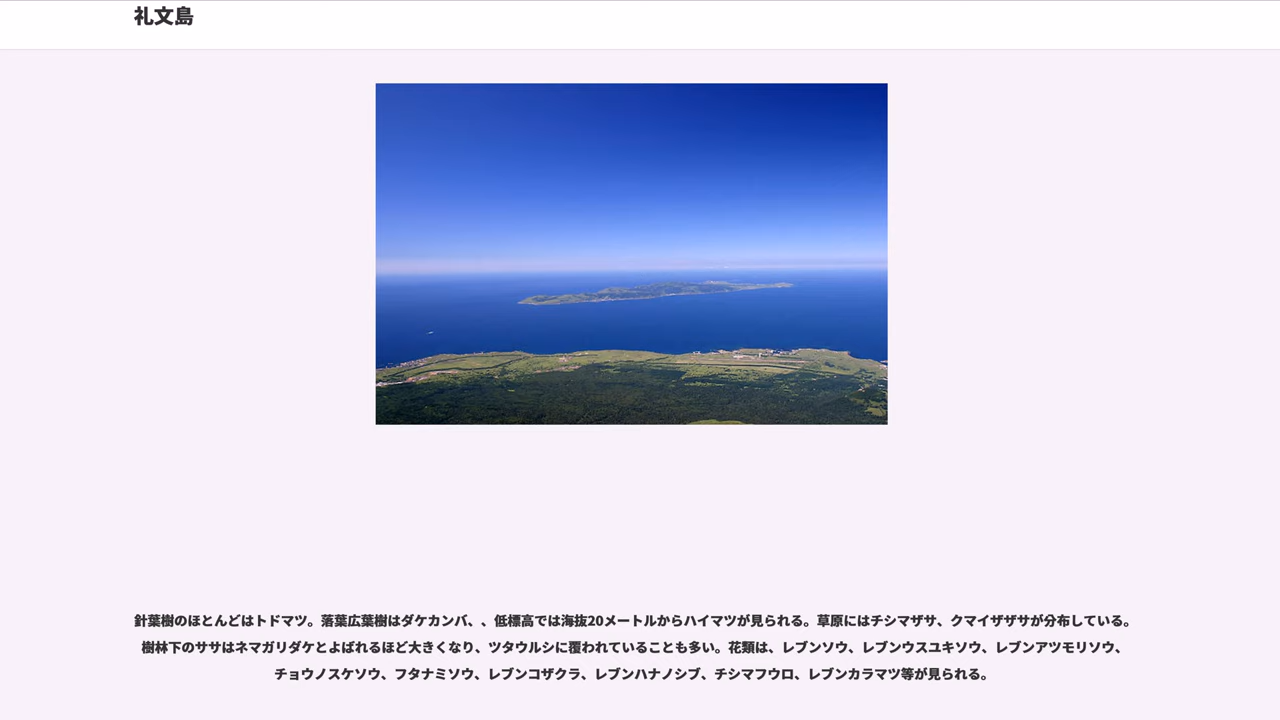 礼文島
針葉樹のほとんどはトドマツ。落葉広葉樹はダケカンバ、、低標高では海抜20メートルからハイマツが見られる。草原にはチシマザサ、クマイザザサが分布している。
樹林下のササはネマガリダケとよばれるほど大きくなり、ツタウルシに覆われていることも多い。花類は、レブンソウ、レブンウスユキソウ、レブンアツモリソウ、
チョウノスケソウ、フタナミソウ、レブンコザクラ、レブンハナノシブ、チシマフウロ、レブンカラマツ等が見られる。